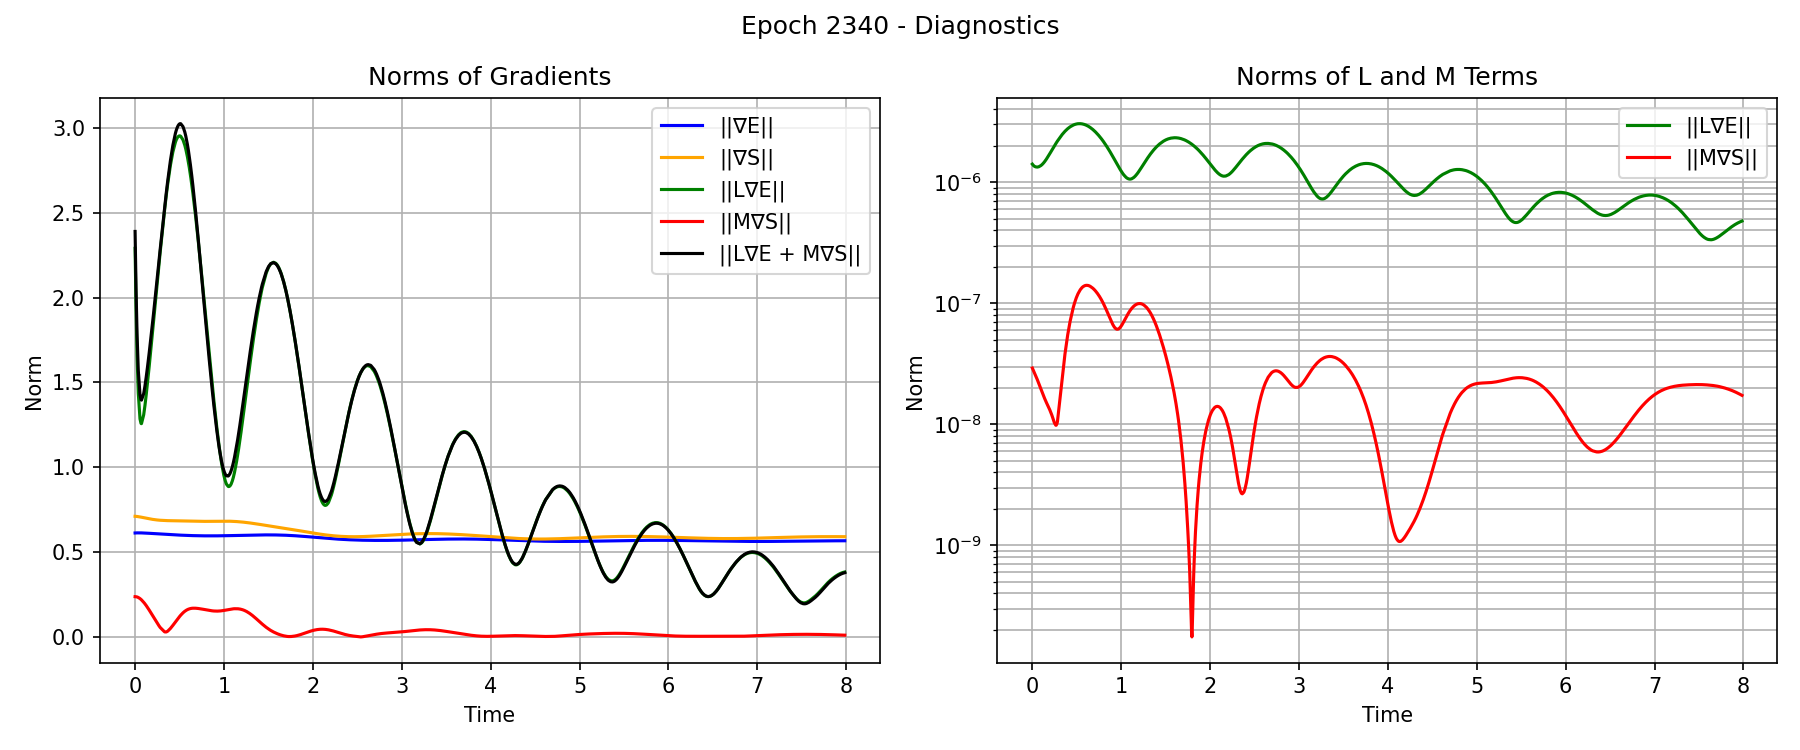 Epoch 2340 - Diagnostics
Norms of Gradients
3.0
2.5
2.0
1.5
1.0
0.5
0.0
Norm
0 1 2 3 4 5 6 7 8
Time
||∇E||
||∇S||
||L∇E||
||M∇S||
||L∇E + M∇S||
Norms of L and M Terms
10⁻⁶
10⁻⁷
10⁻⁸
10⁻⁹
Norm
0 1 2 3 4 5 6 7 8
Time
||L∇E||
||M∇S||